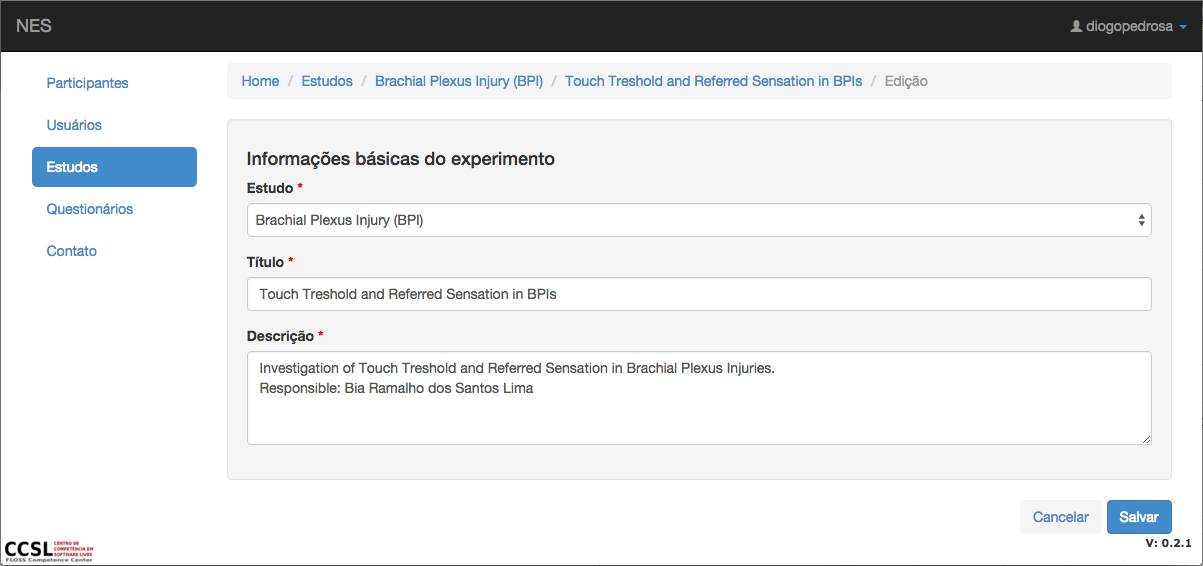 NES
diogopedrosa
Participantes
Usuários
Estudos
Questionários
Contato
Home / Estudos / Brachial Plexus Injury (BPI) / Touch Treshold and Referred Sensation in BPIs / Edição
Informações básicas do experimento
Estudo *
Brachial Plexus Injury (BPI)
Título *
Touch Treshold and Referred Sensation in BPIs
Descrição *
Investigation of Touch Treshold and Referred Sensation in Brachial Plexus Injuries.
Responsible: Bia Ramalho dos Santos Lima
Cancelar
Salvar
CCSL
CENTRO DE
COMPETÊNCIA EM
SOFTWARE LIVRE
FLOSS Competence Center
V: 0.2.1